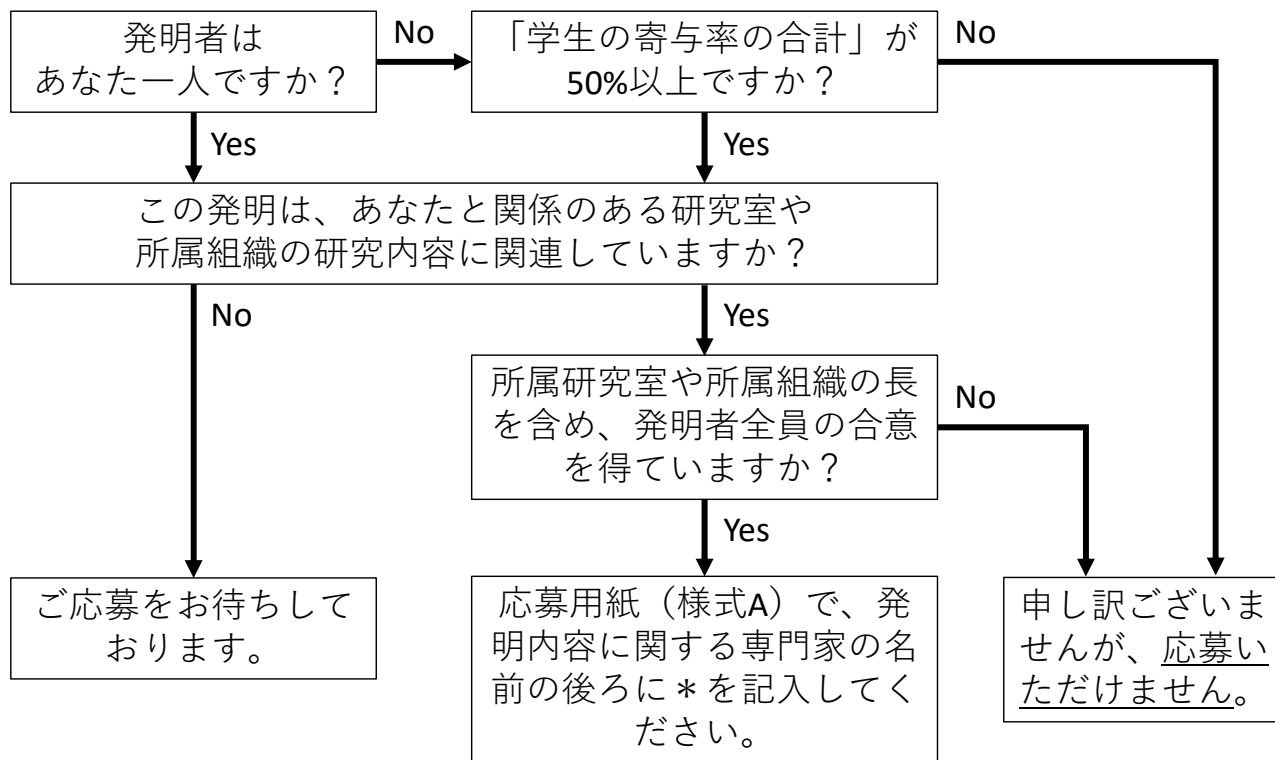 発明者は
あなた一人ですか？
No
「学生の寄与率の合計」が
50%以上ですか？
No
Yes
Yes
この発明は、あなたと関係のある研究室や
所属組織の研究内容に関連していますか？
No
Yes
所属研究室や所属組織の長
を含め、発明者全員の合意
を得ていますか？
No
Yes
ご応募をお待ちして
おります。
応募用紙（様式A）で、発
明内容に関する専門家の名
前の後ろに＊を記入してく
ださい。
申し訳ございま
せんが、応募い
ただけません。